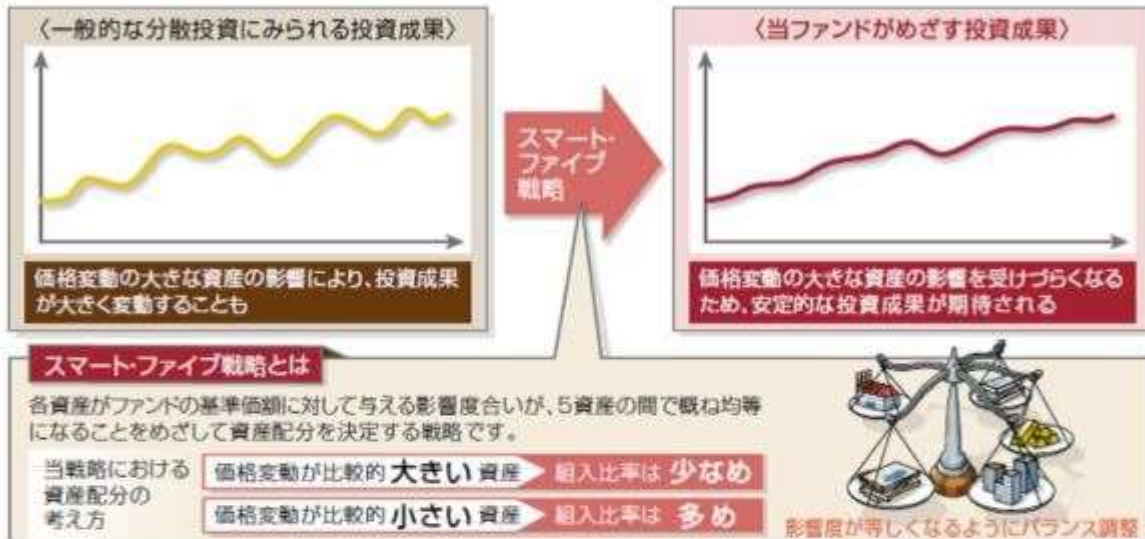 〈一般的な分散投資にみられる投資成果〉
価格変動の大きな資産の影響により、投資成果
が大きく変動することも
スマート・
ファイブ
戦略
〈当ファンドがめざす投資成果〉
価格変動の大きな資産の影響を受けづらくなる
ため、安定的な投資成果が期待される
スマート・ファイブ戦略とは
各資産がファンドの基準価額に対して与える影響度合いが、5資産の間で概ね均等
になることをめざして資産配分を決定する戦略です。
当戦略における
資産配分の
考え方
価格変動が比較的 大きい 資産 組入比率は 少なめ
価格変動が比較的 小さい 資産 組入比率は 多め
影響度が等しくなるようにバランス調整